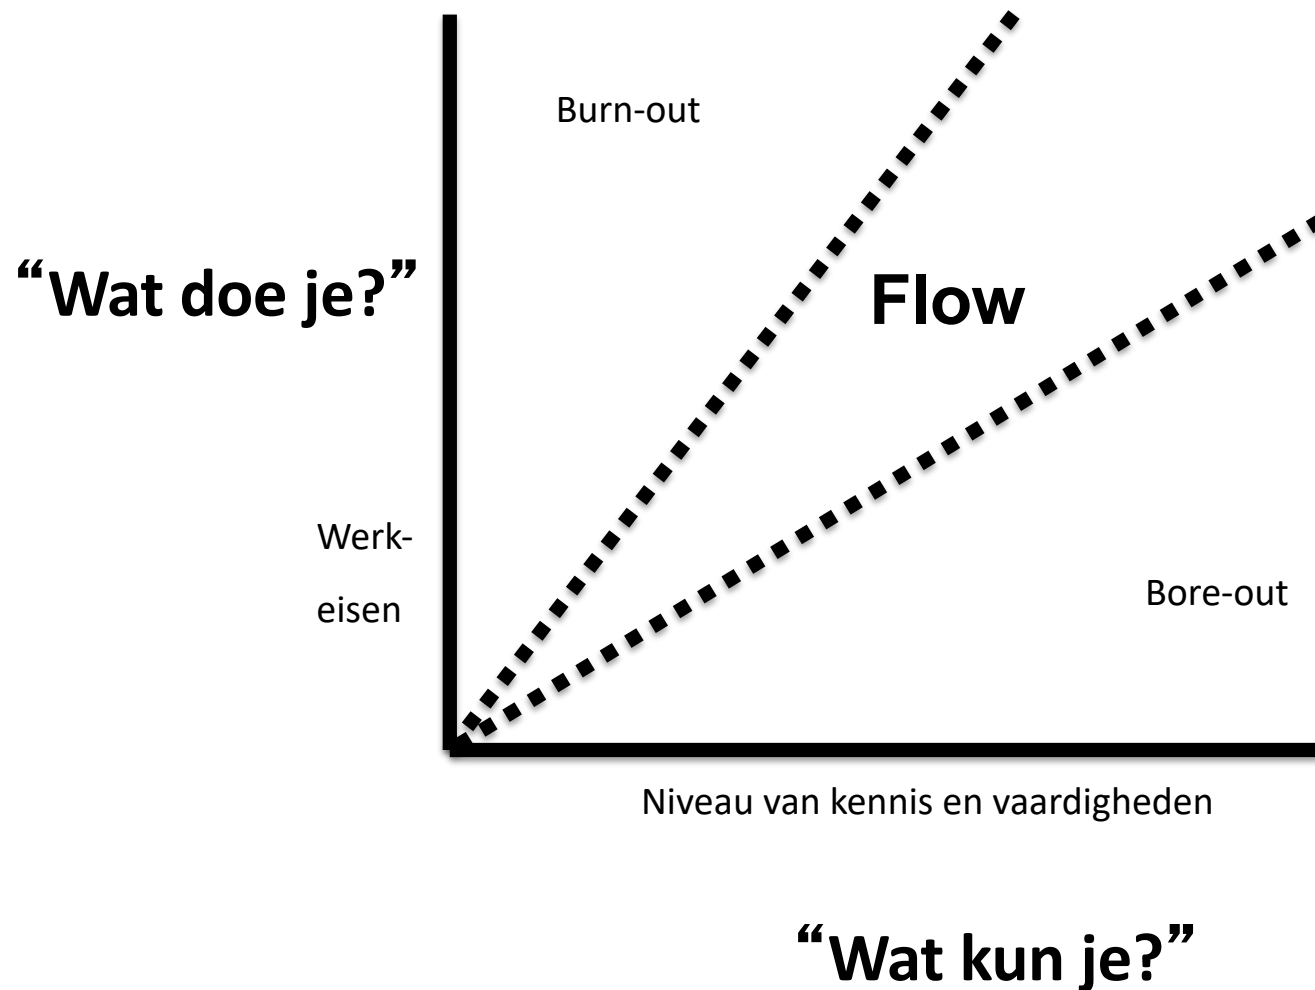 Burn-out
“Wat doe je?”
Flow
Werk-
eisen
Bore-out
Niveau van kennis en vaardigheden
“Wat kun je?”